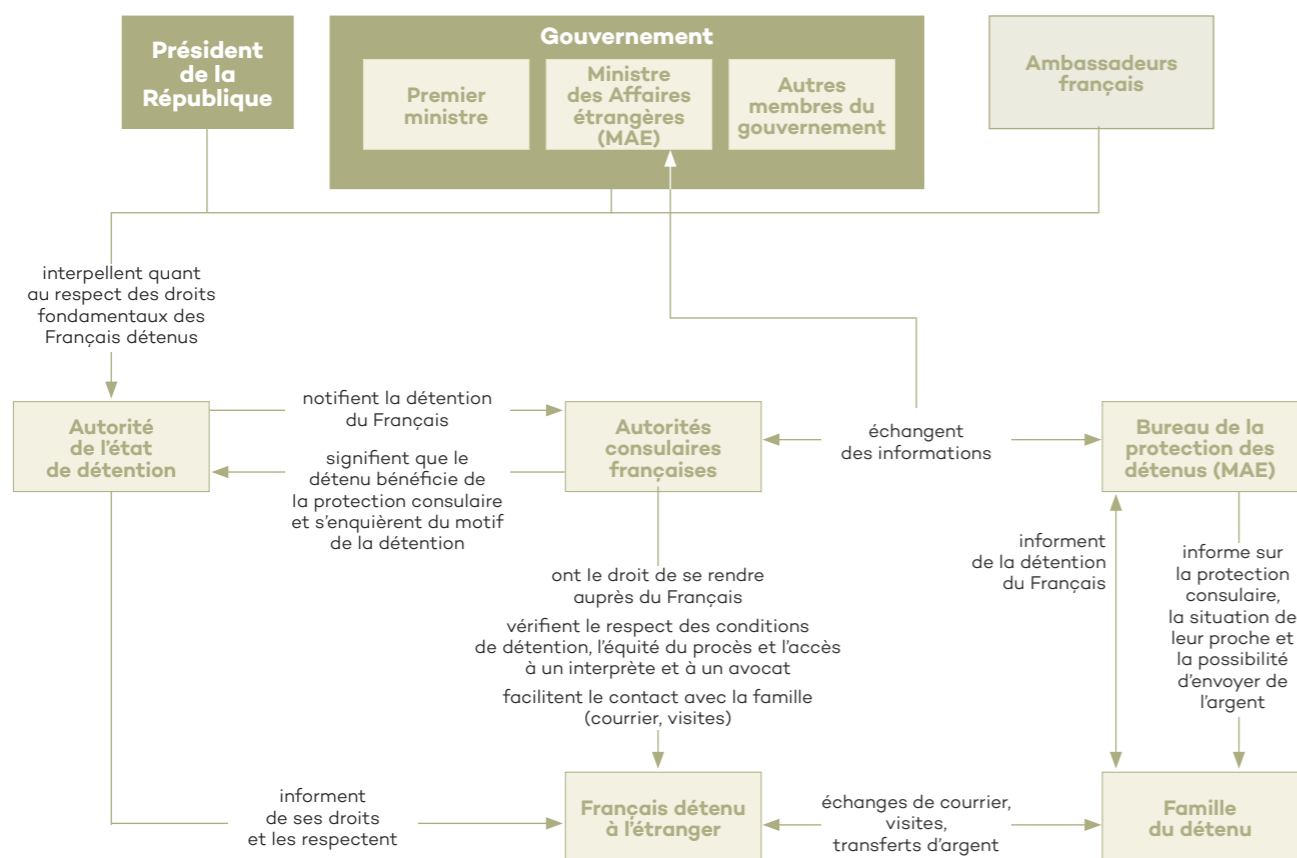 Président
de la
République
Gouvernement
Premier
ministre
Ministre
des Affaires
étrangères
(MAE)
Autres
membres du
gouvernement
Ambassadeurs
français
interpellent quant
au respect des droits
fondamentaux des
Français détenus
Autorité
de l'état
de détention
notifient la détention
du Français
signifient que le
détenu bénéficie de
la protection consulaire
et s'enquièrent du motif
de la détention
Autorités
consulaires
françaises
échangent
des informations
Bureau de la
protection des
détenus (MAE)
ont le droit de se rendre
auprès du Français
vérifient le respect des conditions
de détention, l'équité du procès et l'accès
à un interprète et à un avocat
facilitent le contact avec la famille
(courrier, visites)
informent
de la détention
du Français
informe sur
la protection
consulaire,
la situation de
leur proche et
la possibilité
d'envoyer de
l'argent
informent
de ses droits
et les respectent
Français détenu
à l'étranger
échanges de courrier,
visites,
transferts d'argent
Famille
du détenu